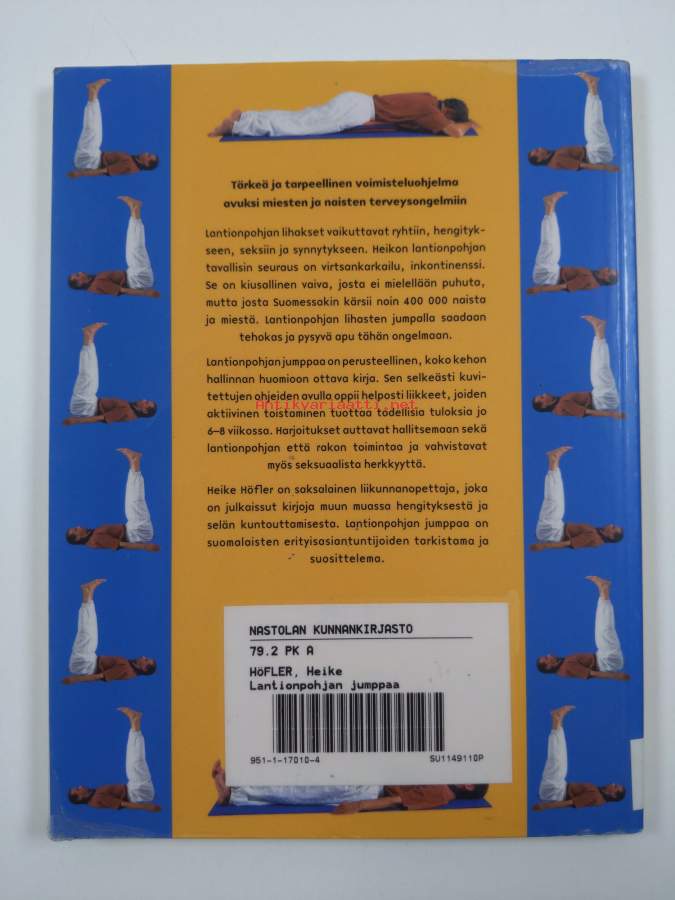 Tärkeä ja tarpeellinen voimisteluohjelma
avuksi miesten ja naisten terveysongelmiin
Lantionpohjan lihakset vaikuttavat ryhtiin, hengityk-
seen, seksiin ja synnytykseen. Heikon lantionpohjan
tavallisin seuraus on virtsankarkailu, inkontinenssi.
Se on kiusallinen vaiva, josta ei mielellään puhuta,
mutta josta Suomessakin kärsii noin 400 000 naista
ja miestä. Lantionpohjan lihasten jumpalla saadaan
tehokas ja pysyvä apu tähän ongelmaan.
Lantionpohjan jumppaa on perusteellinen, koko kehon
hallinnan huomioon ottava kirja. Sen selkeästi kuvi-
tettujen ohjeiden avulla oppii helposti liikkeet, joiden
Antikvariaatti.net
aktiivinen toistaminen tuottaa todellisia tuloksia jo
6–8 viikossa. Harjoitukset auttavat hallitsemaan sekä
lantionpohjan että rakon toimintaa ja vahvistavat
myös seksuaalista herkkyyttä.
Heike Höfler on saksalainen liikunnanopettaja, joka
on julkaissut kirjoja muun muassa hengityksestä ja
selän kuntouttamisesta. Lantionpohjan jumppaa on
suomalaisten erityisasiantuntijoiden tarkistama ja
suosittelema.
NASTOLAN KUNNANKIRJASTO
79.2 PK A
HöFLER, Heike
Lantionpohjan jumppaa
951-1-17010-4 SU1149110P